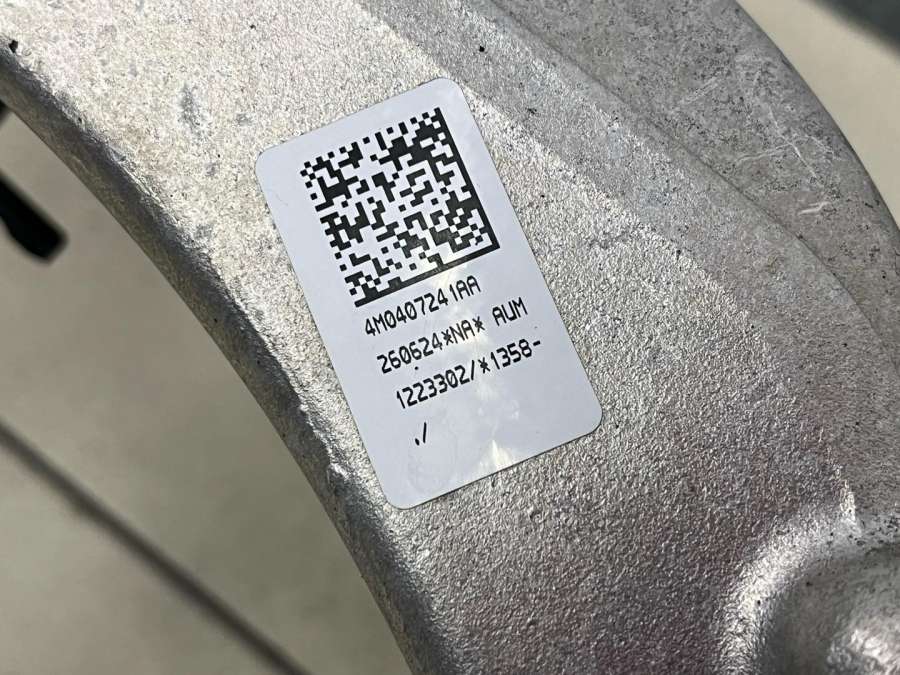 4M0407241AA
260624*NA* AUM
1223302/*1358-
./